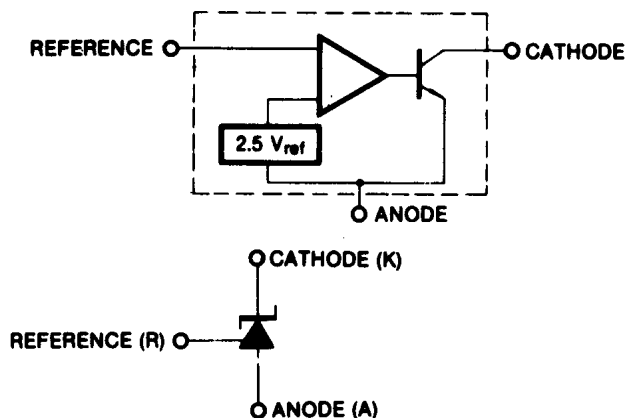 REFERENCE
CATHODE
2.5 Vref
ANODE
CATHODE (K)
REFERENCE (R)
ANODE (A)